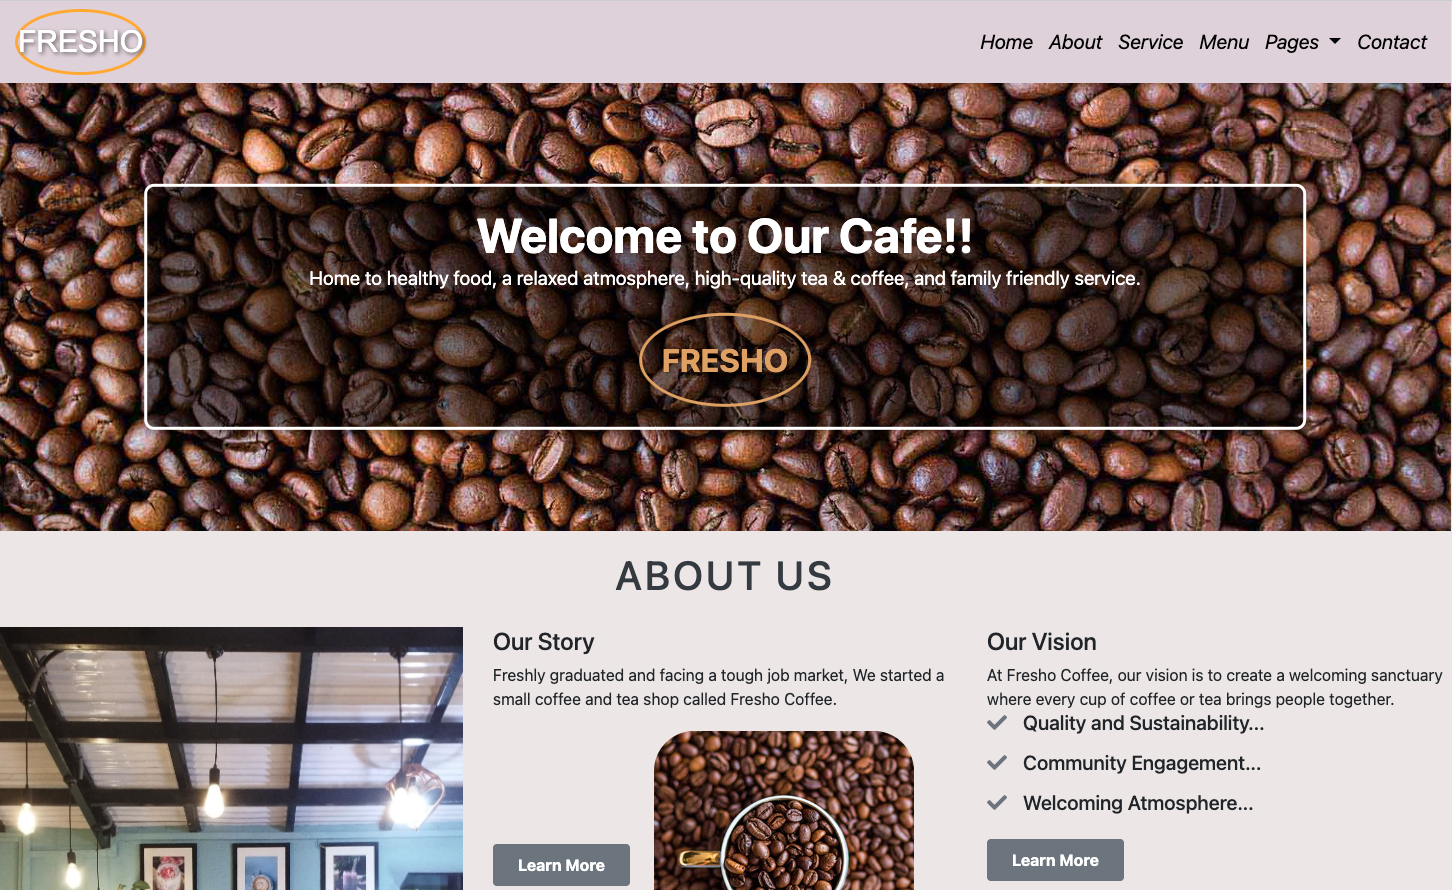 FRESHO
Home About Service Menu Pages Contact
Welcome to Our Cafe!!
Home to healthy food, a relaxed atmosphere, high-quality tea & coffee, and family friendly service.
FRESHO
ABOUT US
Our Story
Freshly graduated and facing a tough job market, We started a
small coffee and tea shop called Fresho Coffee.
Learn More
Our Vision
At Fresho Coffee, our vision is to create a welcoming sanctuary
where every cup of coffee or tea brings people together.
Quality and Sustainability...
Community Engagement...
Welcoming Atmosphere...
Learn More